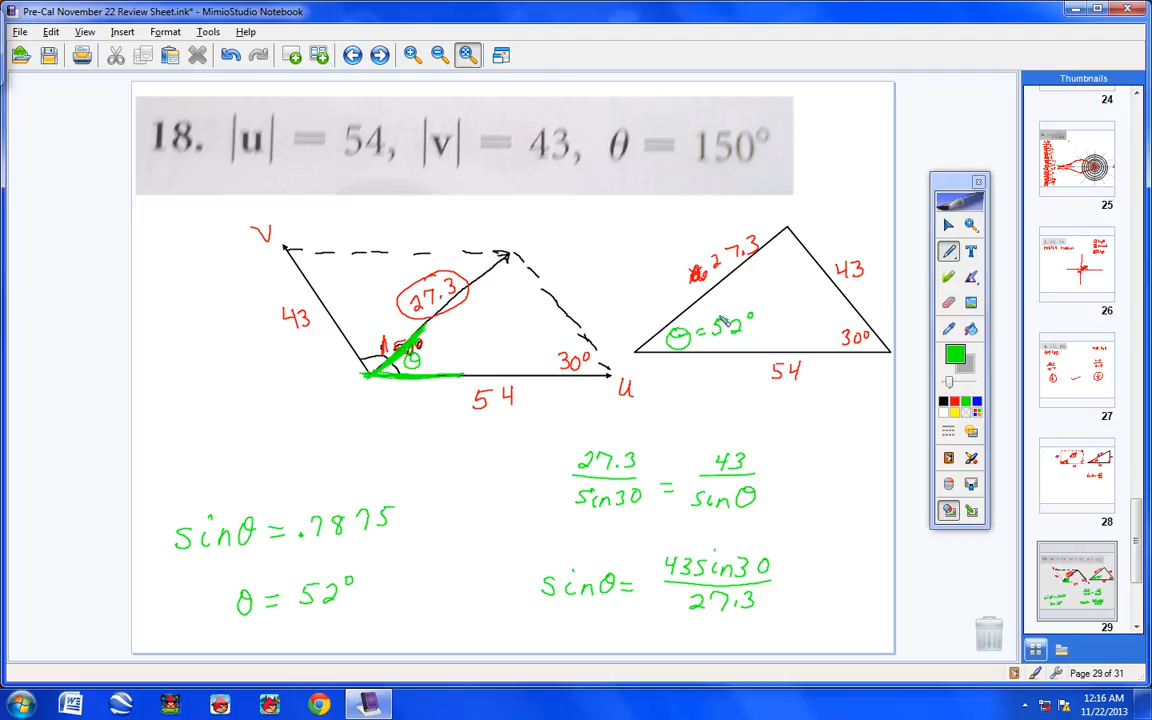 Pre-Cal November 22 Review Sheet.ink* - MimioStudio Notebook
File Edit View Insert Format Tools Help
18. |u| = 54, |v| = 43, θ = 150°
V
43
27.3
θ
30°
54
U
27.3
43
θ = 52°
30°
54
27.3/sin30 = 43/sinθ
sinθ = .7875
sinθ = 43sin30/27.3
θ = 52°
Thumbnails
24
25
26
27
28
29
T
Page 29 of 31
12:16 AM
11/22/2013